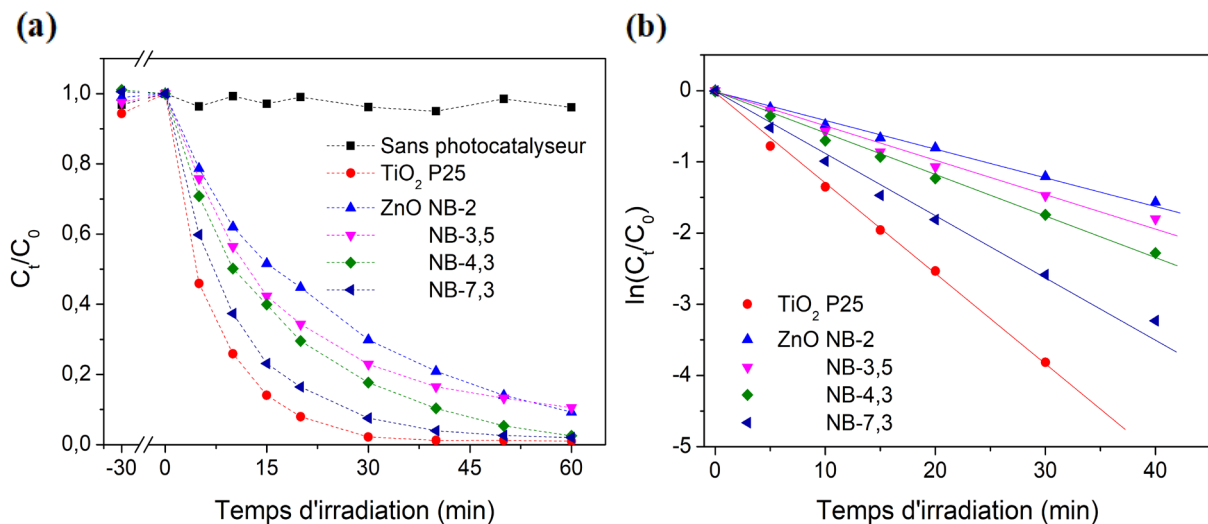 (a)
C_t/C_0
1,0
0,8
0,6
0,4
0,2
0,0
-30 0 15 30 45 60
Temps d'irradiation (min)
Sans photocatalyseur
TiO₂ P25
ZnO NB-2
NB-3,5
NB-4,3
NB-7,3
(b)
ln(C_t/C_0)
0
-1
-2
-3
-4
-5
0 10 20 30 40
Temps d'irradiation (min)
TiO₂ P25
ZnO NB-2
NB-3,5
NB-4,3
NB-7,3